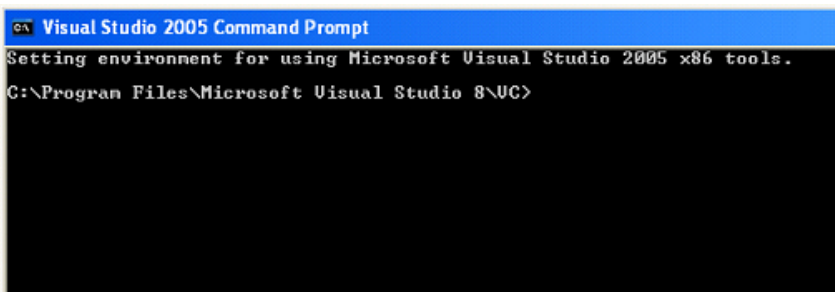 Visual Studio 2005 Command Prompt
Setting environment for using Microsoft Visual Studio 2005 x86 tools.
C:\Program Files\Microsoft Visual Studio 8\VC>